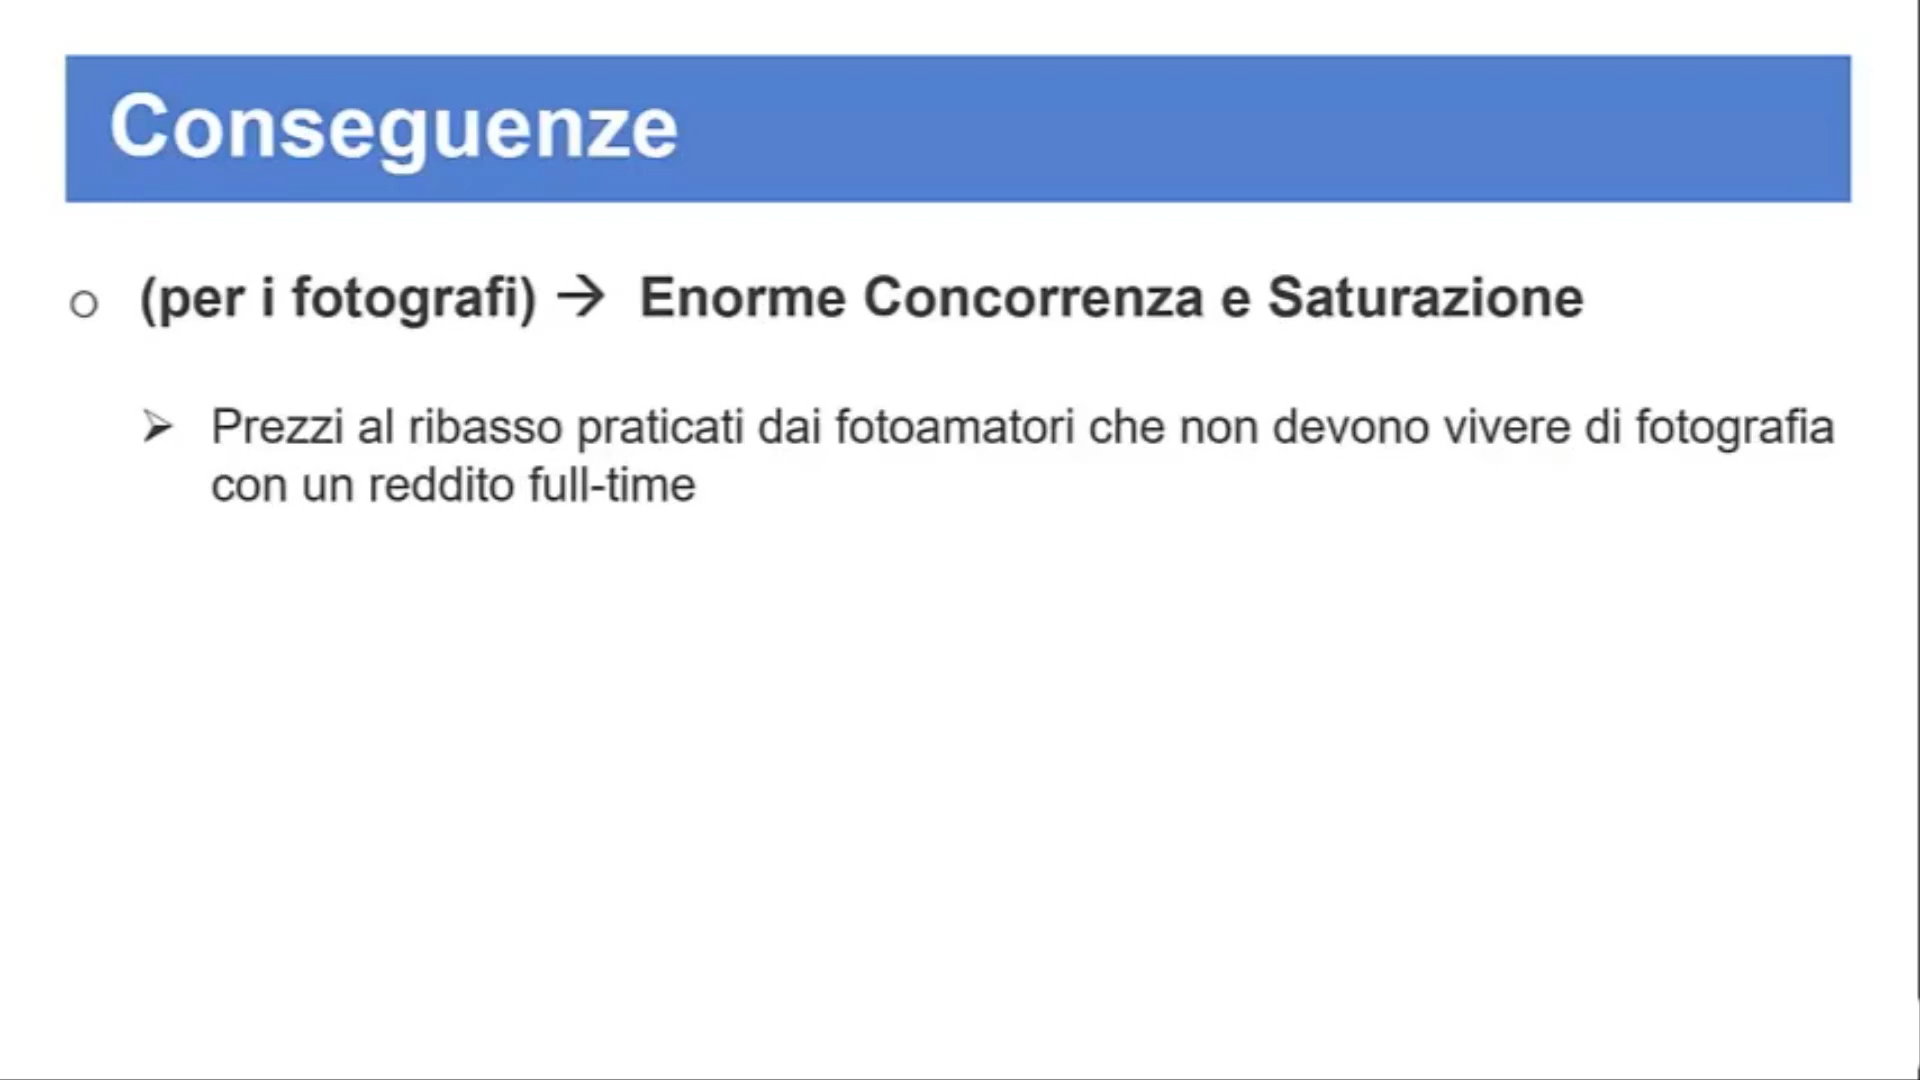 Conseguenze
○ (per i fotografi) → Enorme Concorrenza e Saturazione
➢ Prezzi al ribasso praticati dai fotoamatori che non devono vivere di fotografia
con un reddito full-time